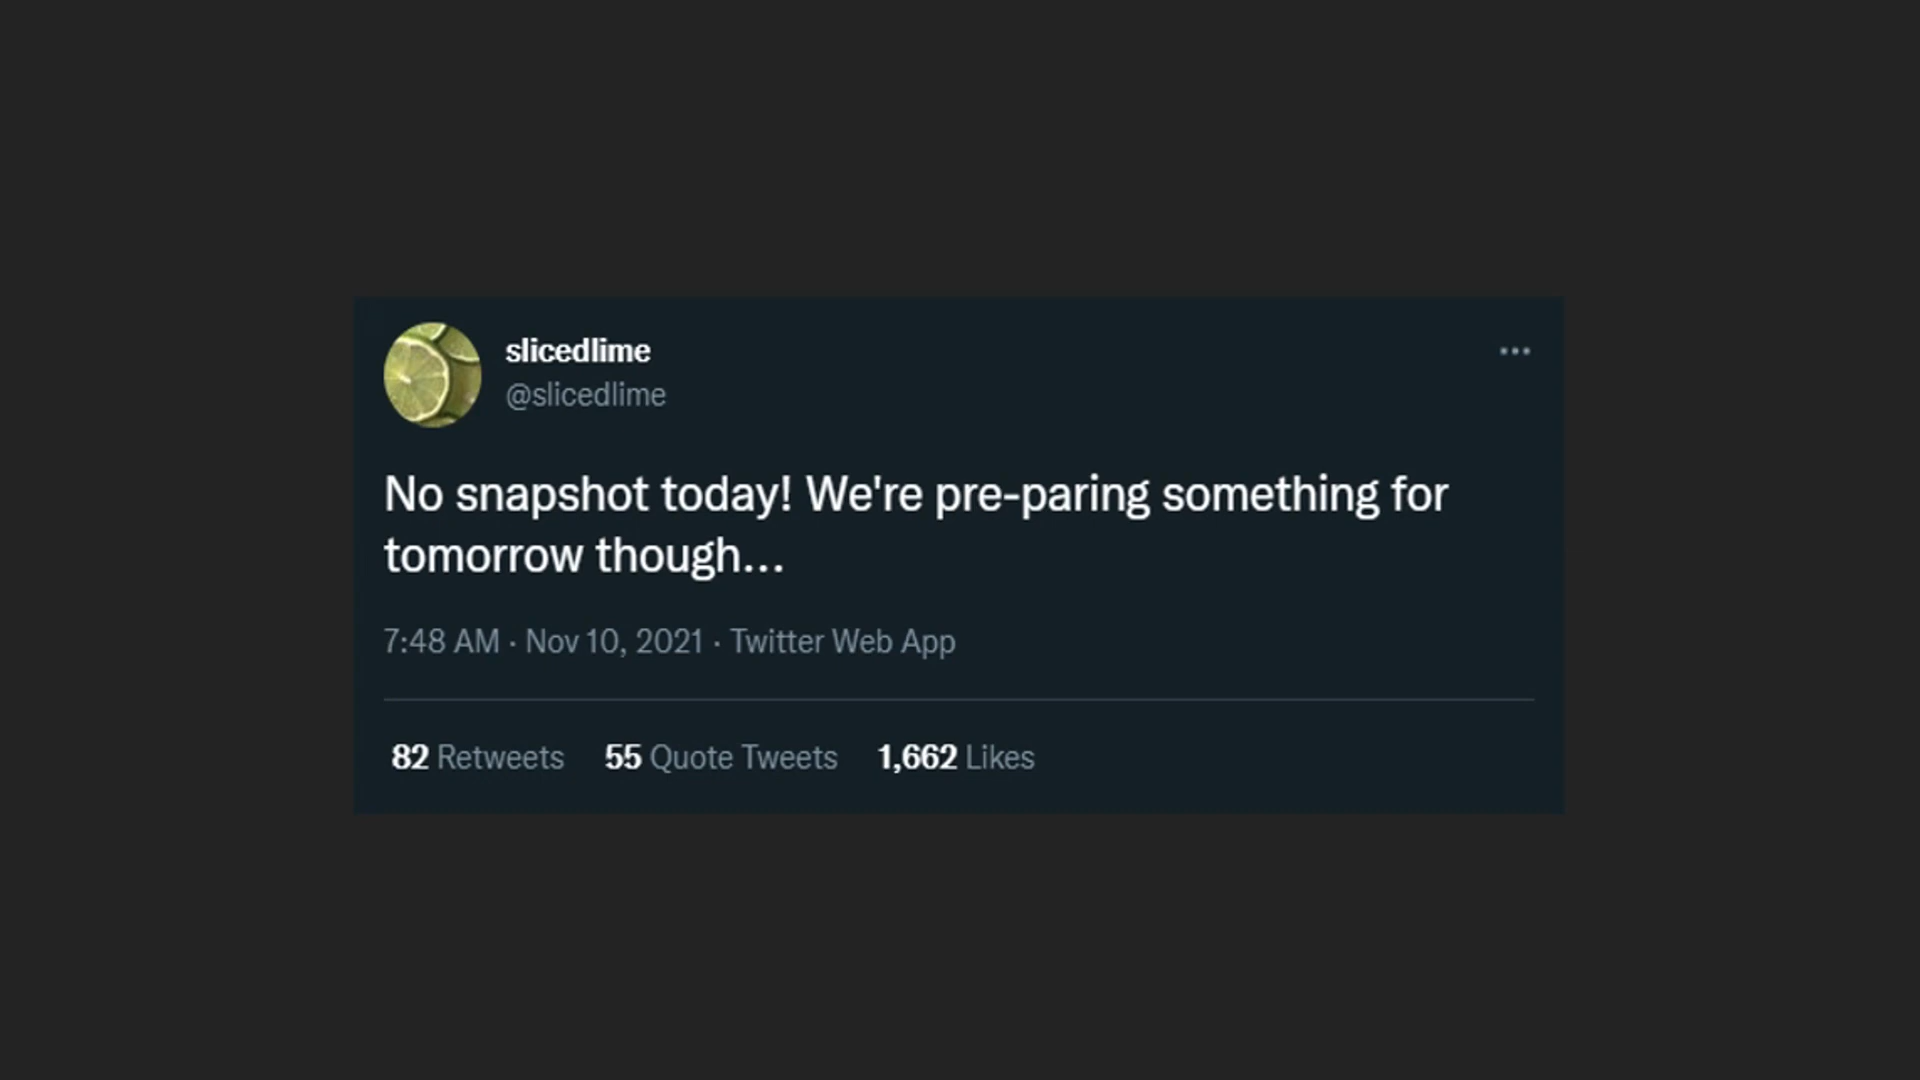 slicedlime
@slicedlime
No snapshot today! We're pre-paring something for
tomorrow though...
7:48 AM · Nov 10, 2021 · Twitter Web App
82 Retweets 55 Quote Tweets 1,662 Likes